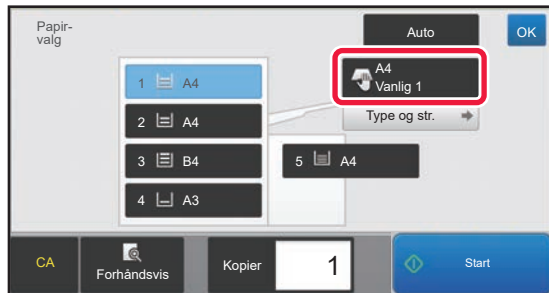 Papir-
valg
Auto
OK
A4
Vanlig 1
1 A4
2 A4
Type og str.
3 B4
5 A4
4 A3
CA
Forhåndsvis
Kopier
1
Start